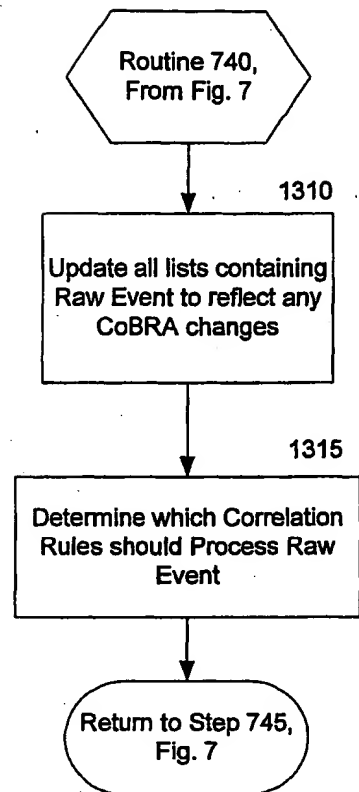 Routine 740,
From Fig. 7
1310
Update all lists containing
Raw Event to reflect any
CoBRA changes
1315
Determine which Correlation
Rules should Process Raw
Event
Return to Step 745,
Fig. 7